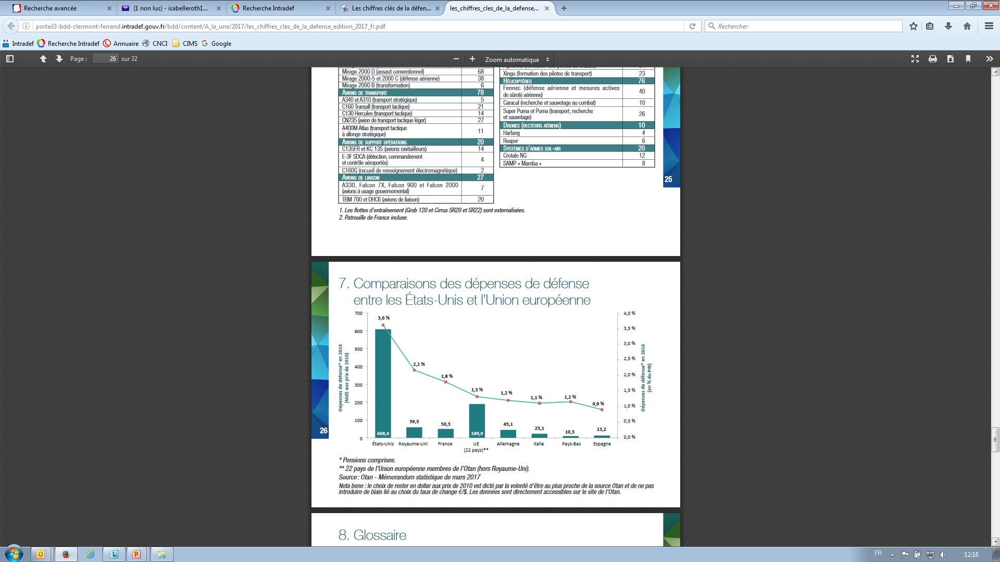 Recherche avancée
(1 non lus) - isabelleroth1...
Recherche Intradef
Les chiffres clés de la défen...
les_chiffres_cles_de_la_defense...
portail3-bdd-clermont-ferrand.intradef.gouv.fr/bdd/content/A_la_une/2017/les_chiffres_cles_de_la_defense_edition_2017_fr.pdf
Rechercher
Intradef Recherche Intradef Annuaire CNCI CIMS Google
Page : 26 sur 32
Zoom automatique
Mirage 2000 D (assaut conventionnel) 68
Mirage 2000-5 et 2000 C (défense aérienne) 38
Mirage 2000 B (transformation) 6
AVIONS DE TRANSPORT 78
A340 et A310 (transport stratégique) 5
C160 Transall (transport tactique) 21
C130 Hercules (transport tactique) 14
CN235 (avion de transport tactique léger) 27
A400M Atlas (transport tactique
à allonge stratégique) 11
AVIONS DE SUPPORT OPÉRATIONS 20
C135FR et KC 135 (avions ravitailleurs) 14
E-3F SDCA (détection, commandement
et contrôle aéroportés) 4
C160G (recueil de renseignement électromagnétique) 2
AVIONS DE LIAISON 27
A330, Falcon 7X, Falcon 900 et Falcon 2000
(avions à usage gouvernemental) 7
TBM 700 et DHC6 (avions de liaison) 20
Xingu (formation des pilotes de transport) 23
HÉLICOPTÈRES 76
Fennec (défense aérienne et mesures actives
de sûreté aérienne) 40
Caracal (recherche et sauvetage au combat) 10
Super Puma et Puma (transport, recherche
et sauvetage) 26
DRONES (VECTEURS AÉRIENS) 10
Harfang 4
Reaper 6
SYSTÈMES D'ARMES SOL-AIR 20
Crotale NG 12
SAMP « Mamba » 8
25
1. Les flottes d'entraînement (Grob 120 et Cirrus SR20 et SR22) sont externalisées.
2. Patrouille de France incluse.
7. Comparaisons des dépenses de défense
entre les États-Unis et l'Union européenne
Dépenses de défense* en 2016
(Md$ aux prix de 2010)
700
600
500
400
300
200
100
0
3,6 %
2,2 %
1,8 %
1,3 %
1,2 %
1,1 %
1,2 %
0,9 %
608,4
59,5
50,3
189,9
45,1
23,1
10,3
13,2
4,0 %
3,5 %
3,0 %
2,5 %
2,0 %
1,5 %
1,0 %
0,5 %
0,0 %
Dépenses de défense* en 2016
(en % du PIB)
États-Unis Royaume-Uni France UE Allemagne Italie Pays-Bas Espagne
(22 pays)**
26
* Pensions comprises.
** 22 pays de l'Union européenne membres de l'Otan (hors Royaume-Uni).
Source : Otan - Mémorandum statistique de mars 2017
Nota bene : le choix de rester en dollar aux prix de 2010 est dicté par la volonté d'être au plus proche de la source Otan et de ne pas
introduire de biais lié au choix du taux de change €/$. Les données sont directement accessibles sur le site de l'Otan.
8. Glossaire
FR
12:18